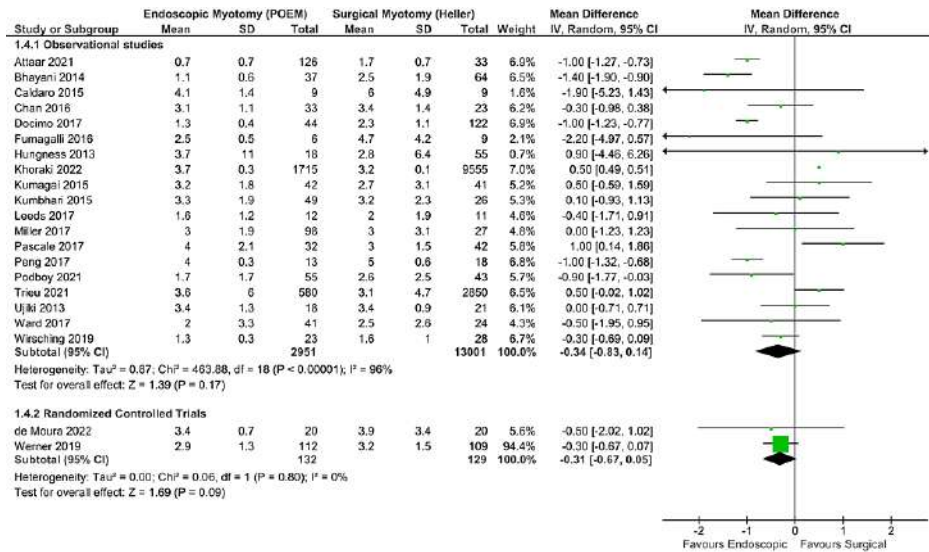 Endoscopic Myotomy (POEM) Surgical Myotomy (Heller) Mean Difference Mean Difference
Study or Subgroup Mean SD Total Mean SD Total Weight IV, Random, 95% CI IV, Random, 95% CI
1.4.1 Observational studies
Attaar 2021 0.7 0.7 126 1.7 0.7 33 6.9% -1.00 [-1.27, -0.73]
Bhayani 2014 1.1 0.6 37 2.5 1.9 64 6.4% -1.40 [-1.90, -0.90]
Caldaro 2015 4.1 1.4 9 6 4.9 9 1.6% -1.90 [-5.23, 1.43]
Chan 2016 3.1 1.1 33 3.4 1.4 23 6.0% -0.30 [-0.98, 0.38]
Docimo 2017 1.3 0.4 44 2.3 1.1 122 6.9% -1.00 [-1.23, -0.77]
Fumagalli 2016 2.5 0.5 6 4.7 4.2 9 2.0% -2.20 [-4.97, 0.57]
Hungness 2013 3.7 11 18 2.8 6.4 55 0.7% 0.90 [-4.46, 6.26]
Khoraki 2022 3.7 0.3 1715 3.2 0.1 9555 7.0% 0.50 [0.49, 0.51]
Kumagai 2015 3.2 1.8 42 2.7 3.1 41 5.0% 0.50 [-0.59, 1.59]
Kumbhari 2015 3.3 1.9 49 3.2 2.3 26 5.1% 0.10 [-0.93, 1.13]
Leeds 2017 1.6 1.2 12 2 1.9 11 4.4% -0.40 [-1.71, 0.91]
Miller 2017 3 1.9 98 3 3.1 27 4.6% 0.00 [-1.23, 1.23]
Pascale 2017 4 2.1 32 3 1.5 42 5.6% 1.00 [0.14, 1.86]
Peng 2017 4 0.3 13 5 0.6 18 6.8% -1.00 [-1.32, -0.68]
Podboy 2021 1.7 1.7 55 2.6 2.5 43 5.5% -0.90 [-1.77, -0.03]
Trieu 2021 3.6 6 580 3.1 4.7 2850 6.5% 0.50 [-0.02, 1.02]
Ujiki 2013 3.4 1.3 18 3.4 0.9 21 6.1% 0.00 [-0.71, 0.71]
Ward 2017 2 3.3 41 2.5 2.6 24 4.1% -0.50 [-1.95, 0.95]
Wirsching 2019 1.3 0.3 23 1.6 1 28 6.7% -0.30 [-0.69, 0.09]
Subtotal (95% CI) 2951 13001 100.0% -0.34 [-0.83, 0.14]
Heterogeneity: Tau² = 0.87; Chi² = 463.88, df = 18 (P < 0.00001); I² = 96%
Test for overall effect: Z = 1.39 (P = 0.17)
1.4.2 Randomized Controlled Trials
de Moura 2022 3.4 0.7 20 3.9 3.4 20 5.6% -0.50 [-2.02, 1.02]
Werner 2019 2.9 1.3 112 3.2 1.5 109 94.4% -0.30 [-0.67, 0.07]
Subtotal (95% CI) 132 129 100.0% -0.31 [-0.67, 0.05]
Heterogeneity: Tau² = 0.00; Chi² = 0.06, df = 1 (P = 0.80); I² = 0%
Test for overall effect: Z = 1.69 (P = 0.09)
-2 -1 0 1 2
Favours Endoscopic Favours Surgical